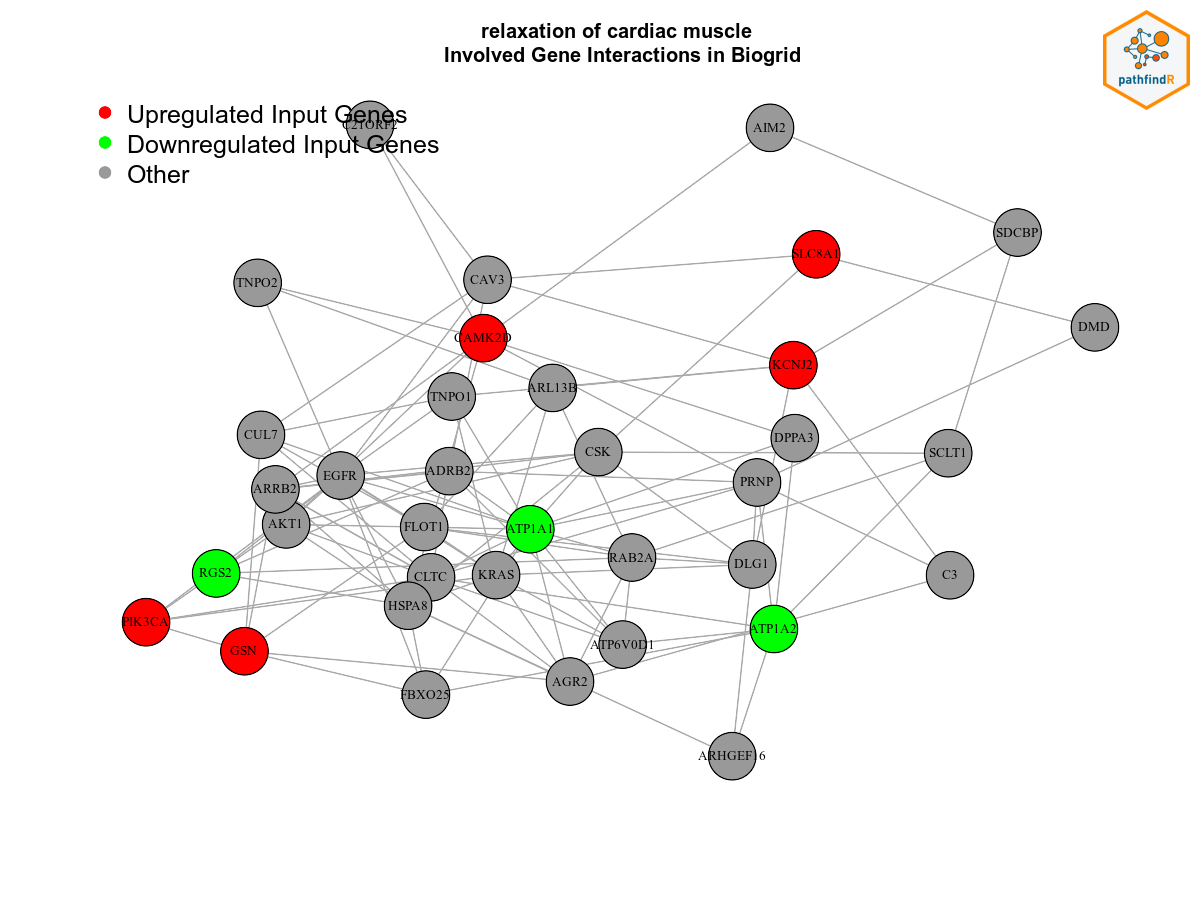 relaxation of cardiac muscle
Involved Gene Interactions in Biogrid
pathfindR
Upregulated Input Genes
Downregulated Input Genes
Other
C21ORF2
AIM2
SDCBP
SLC8A1
TNPO2
CAV3
DMD
CAMK2D
KCNJ2
ARL13B
TNPO1
CUL7
DPPA3
CSK
SCLT1
ADRB2
EGFR
PRNP
ARRB2
AKT1
FLOT1
ATP1A1
RAB2A
DLG1
RGS2
CLTC
KRAS
C3
HSPA8
PIK3CA
ATP1A2
ATP6V0D1
GSN
AGR2
FBXO25
ARHGEF16